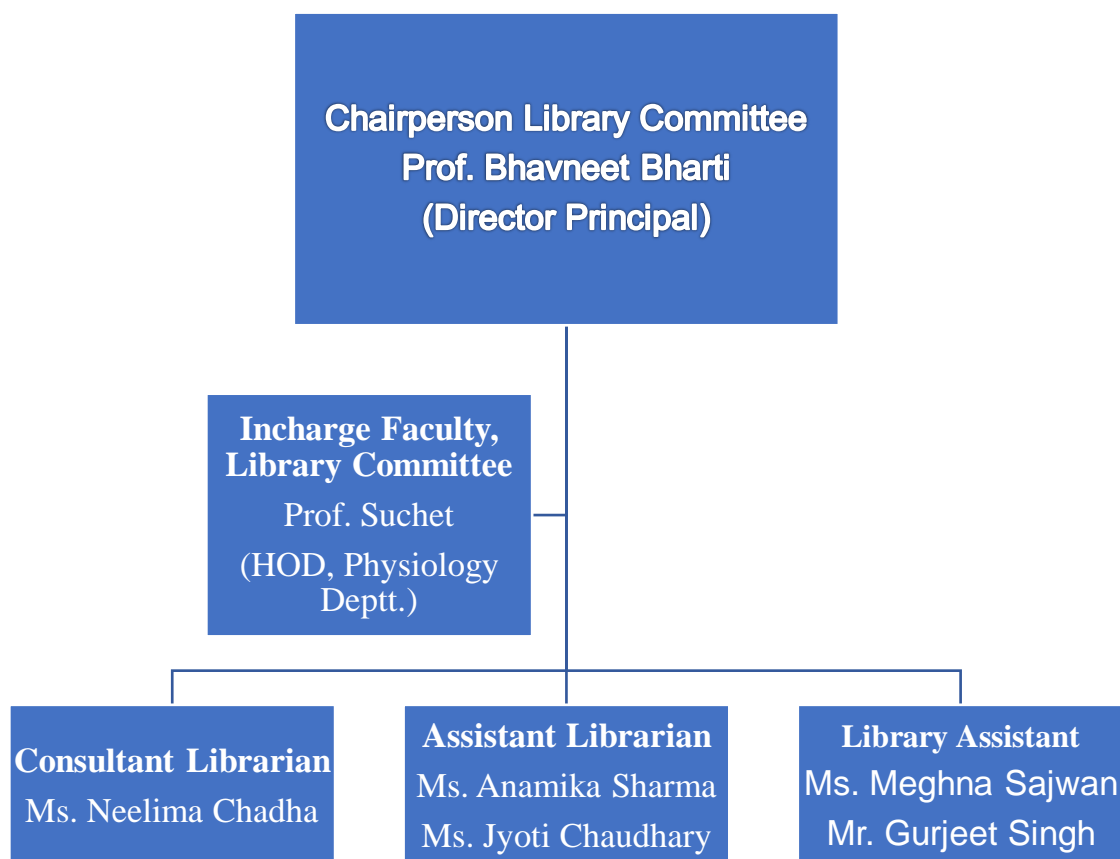 Chairperson Library Committee
Prof. Bhavneet Bharti
(Director Principal)
Incharge Faculty,
Library Committee
Prof. Suchet
(HOD, Physiology
Deptt.)
Consultant Librarian
Ms. Neelima Chadha
Assistant Librarian
Ms. Anamika Sharma
Ms. Jyoti Chaudhary
Library Assistant
Ms. Meghna Sajwan
Mr. Gurjeet Singh